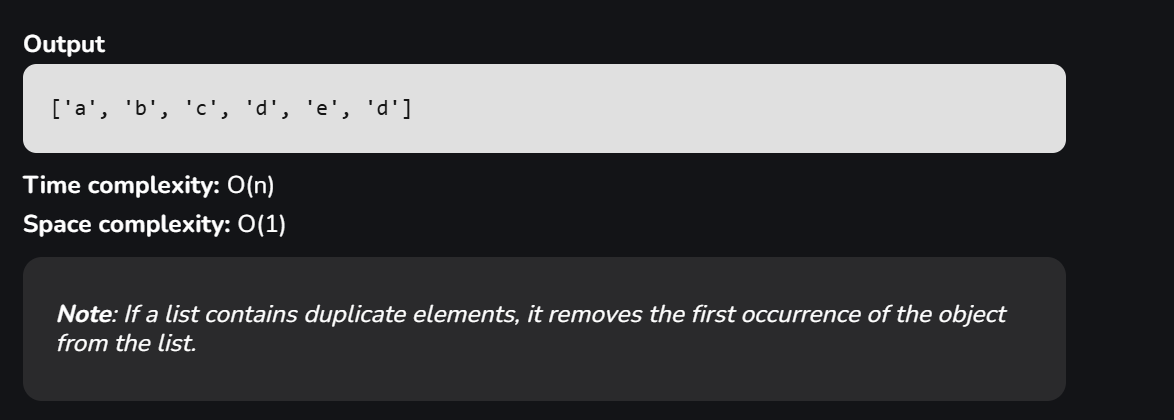 Output
['a', 'b', 'c', 'd', 'e', 'd']
Time complexity: O(n)
Space complexity: O(1)
Note: If a list contains duplicate elements, it removes the first occurrence of the object
from the list.